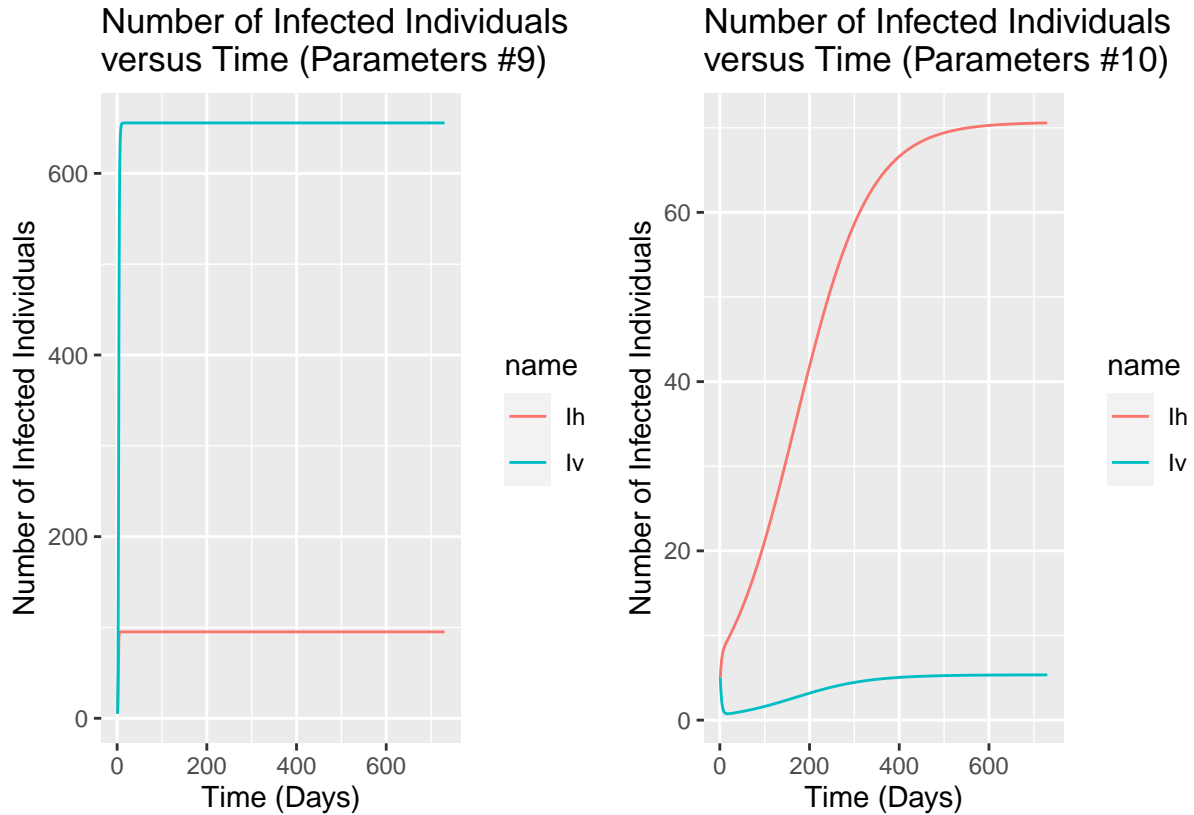 Number of Infected Individuals
versus Time (Parameters #9)
Number of Infected Individuals
600
400
200
0
0 200 400 600
Time (Days)
name
Ih
Iv
Number of Infected Individuals
versus Time (Parameters #10)
Number of Infected Individuals
60
40
20
0
0 200 400 600
Time (Days)
name
Ih
Iv